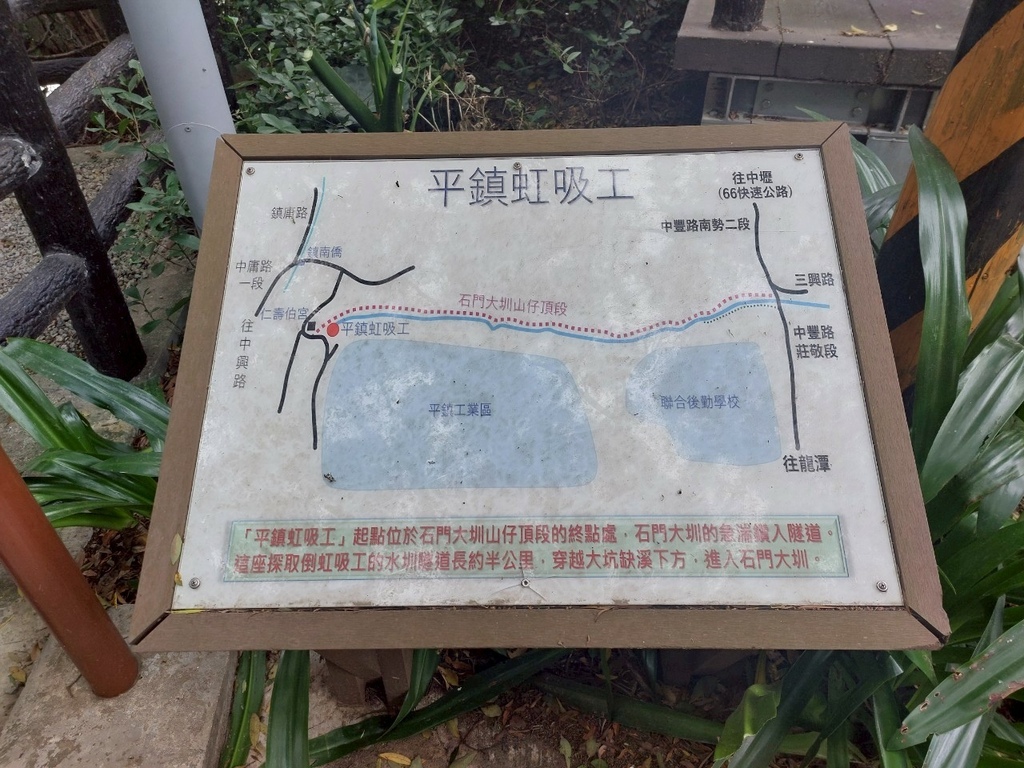 平鎮虹吸工
往中壢
(66快速公路)
鎮庸路
中豐路南勢二段
鎮南橋
中庸路
一段
三興路
石門大圳山仔頂段
仁壽伯宮
平鎮虹吸工
往中興路
中豐路
莊敬段
平鎮工業區
聯合後勤學校
往龍潭
「平鎮虹吸工」起點位於石門大圳山仔頂段的終點處，石門大圳的急湍鑽入隧道。
這座採取倒虹吸工的水圳隧道長約半公里，穿越大坑缺溪下方，進入石門大圳。